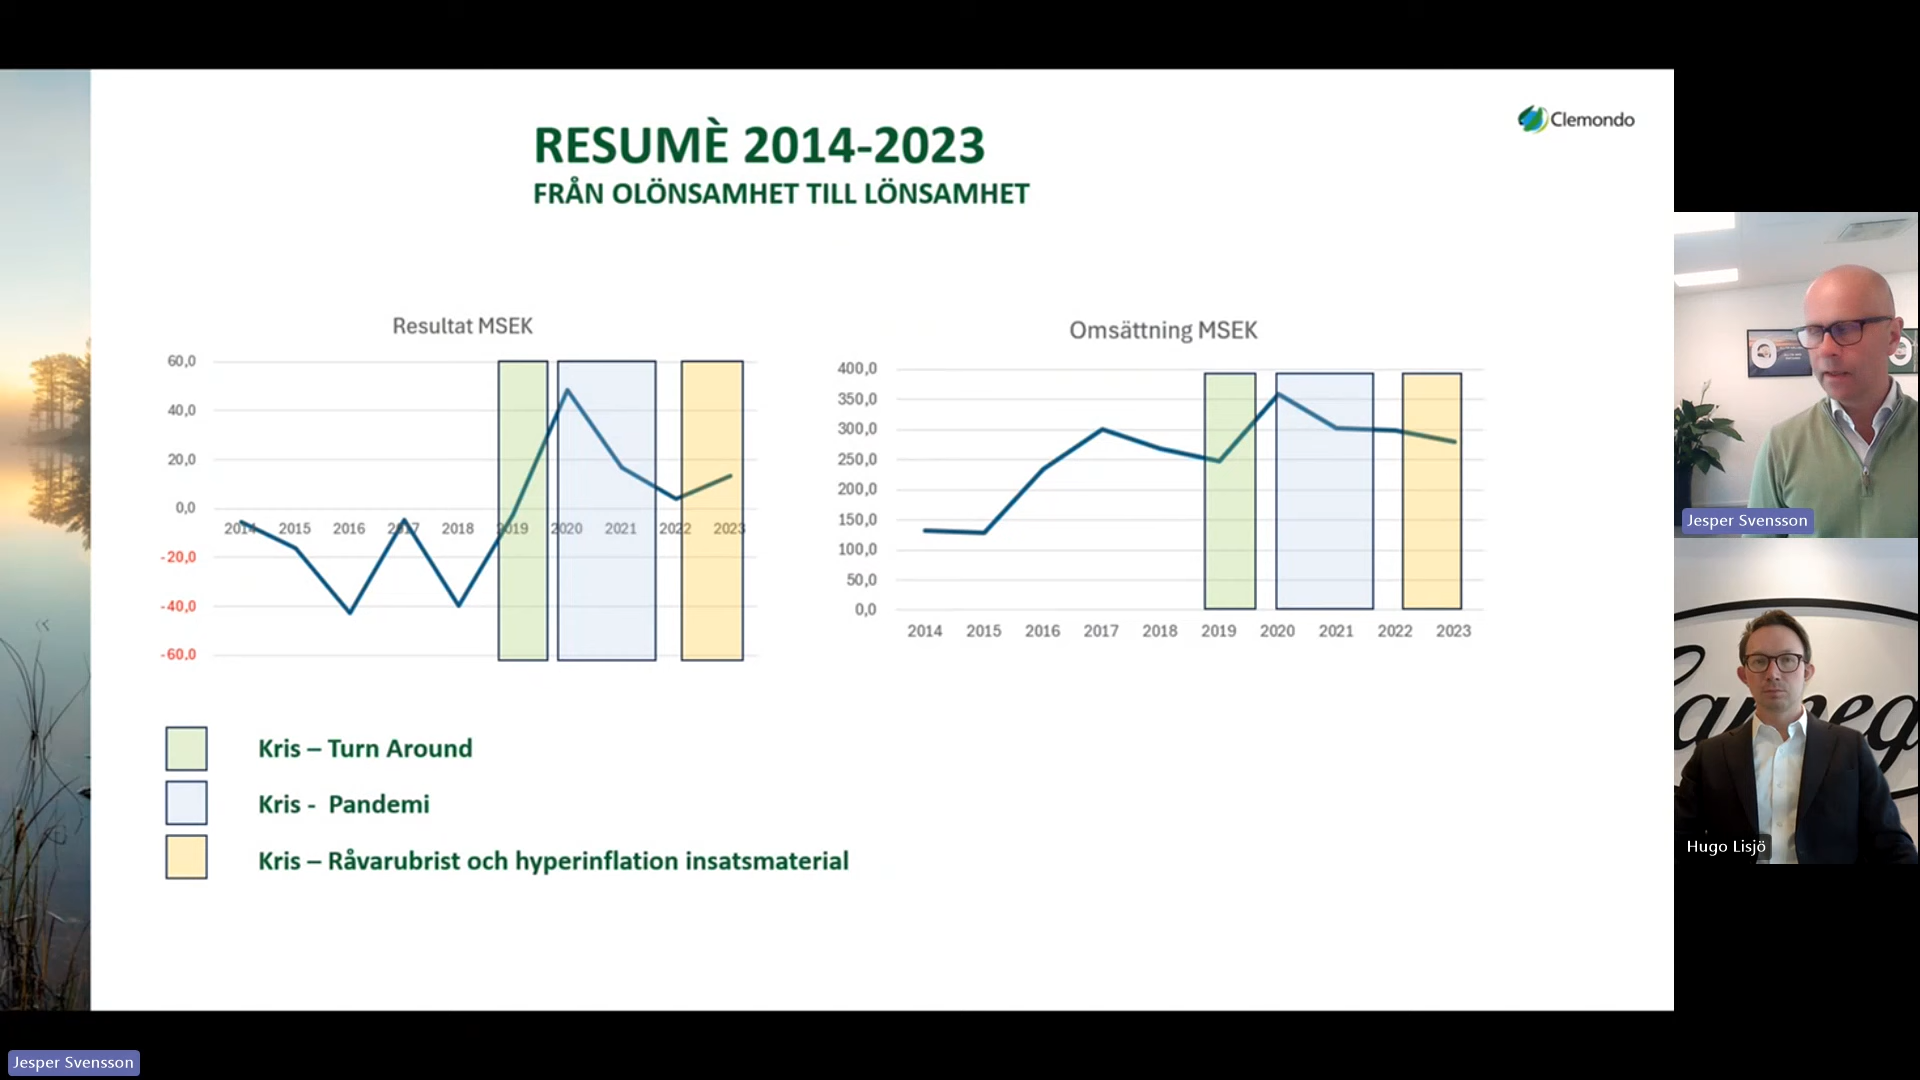 RESUMÈ 2014-2023
FRÅN OLÖNSAMHET TILL LÖNSAMHET
Clemondo
Resultat MSEK
60,0
40,0
20,0
0,0
-20,0
-40,0
-60,0
2014 2015 2016 2017 2018 2019 2020 2021 2022 2023
Omsättning MSEK
400,0
350,0
300,0
250,0
200,0
150,0
100,0
50,0
0,0
2014 2015 2016 2017 2018 2019 2020 2021 2022 2023
Kris – Turn Around
Kris - Pandemi
Kris – Råvarubrist och hyperinflation insatsmaterial
Jesper Svensson
Hugo Lisjö
Jesper Svensson